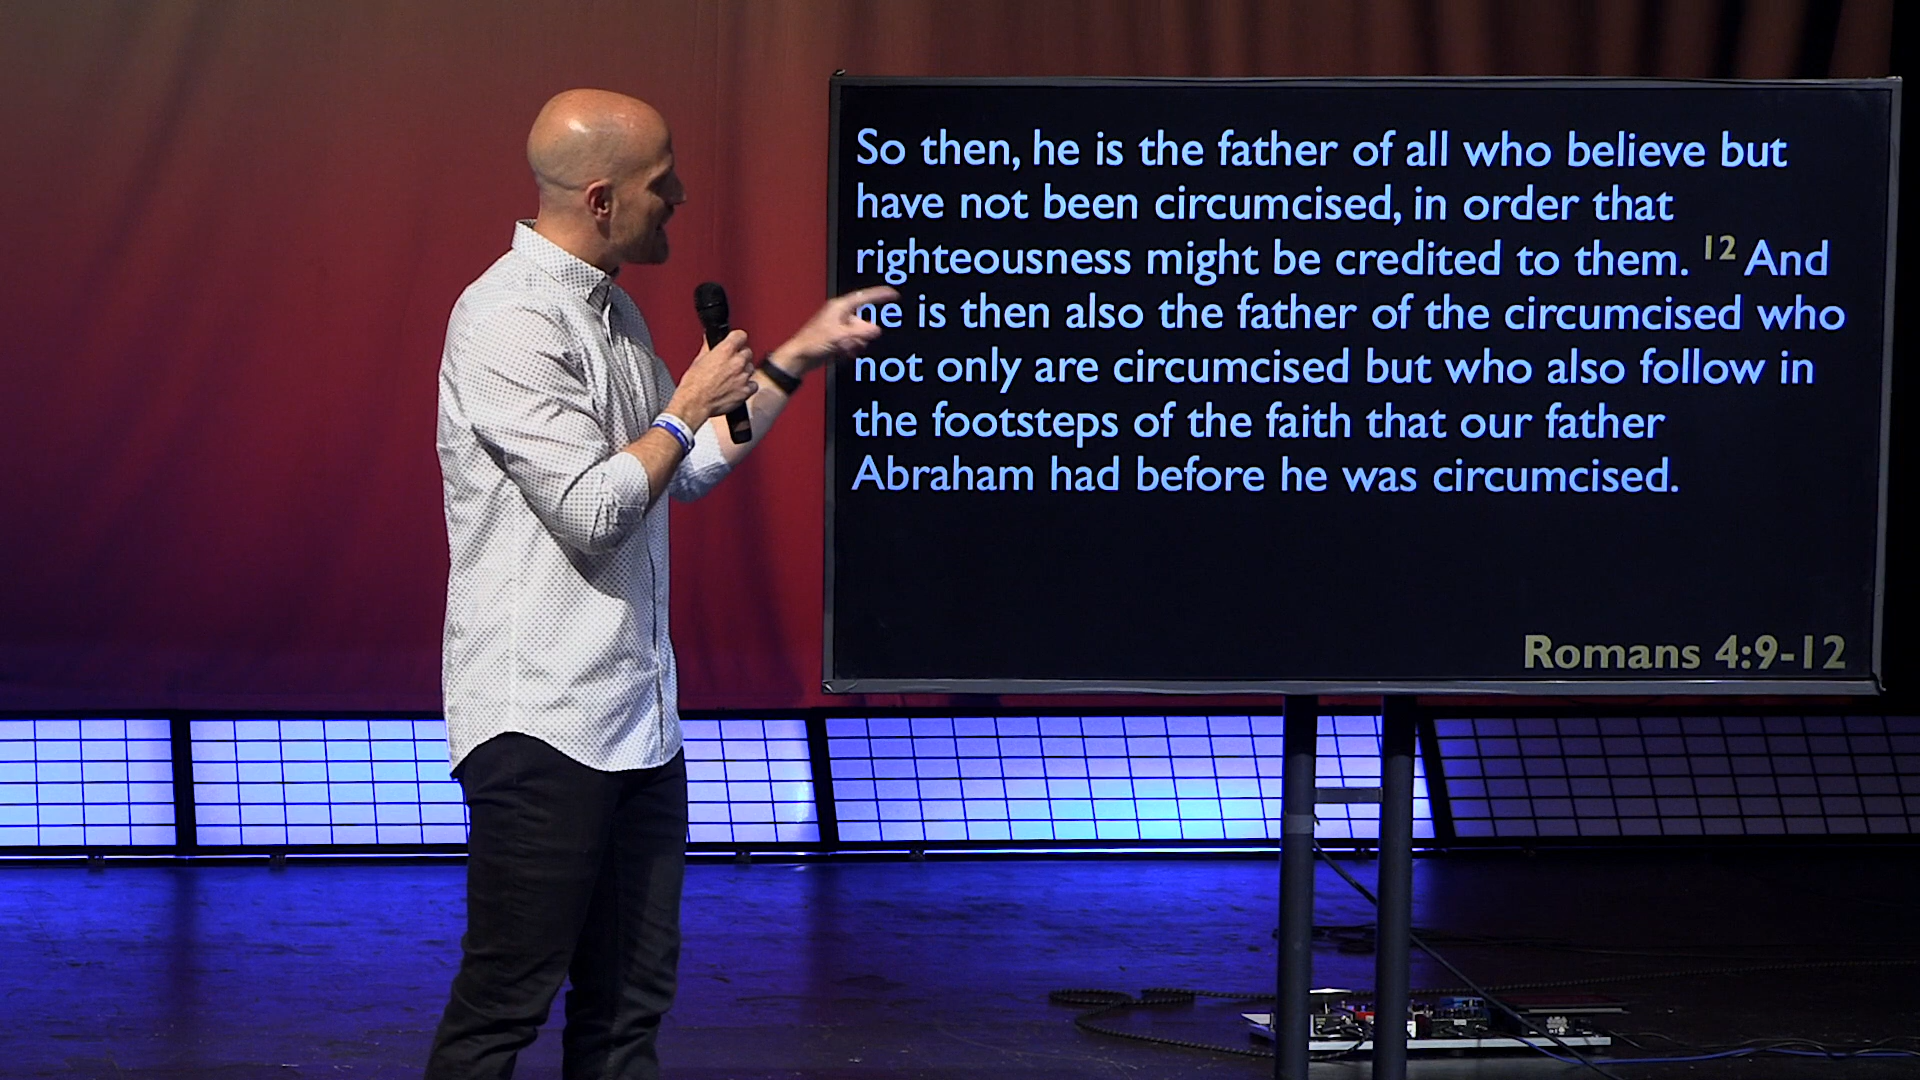 So then, he is the father of all who believe but
have not been circumcised, in order that
righteousness might be credited to them. 12 And
he is then also the father of the circumcised who
not only are circumcised but who also follow in
the footsteps of the faith that our father
Abraham had before he was circumcised.
Romans 4:9-12